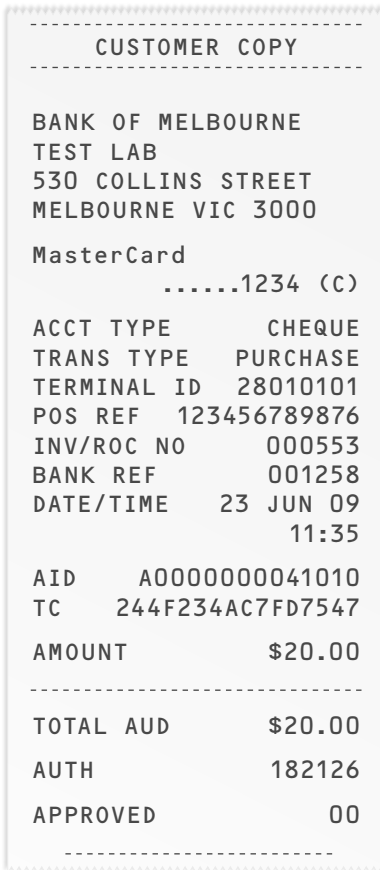 CUSTOMER COPY
BANK OF MELBOURNE
TEST LAB
530 COLLINS STREET
MELBOURNE VIC 3000
MasterCard
......1234 (C)
ACCT TYPE CHEQUE
TRANS TYPE PURCHASE
TERMINAL ID 28010101
POS REF 123456789876
INV/ROC NO 000553
BANK REF 001258
DATE/TIME 23 JUN 09
11:35
AID A0000000041010
TC 244F234AC7FD7547
AMOUNT $20.00
TOTAL AUD $20.00
AUTH 182126
APPROVED 00